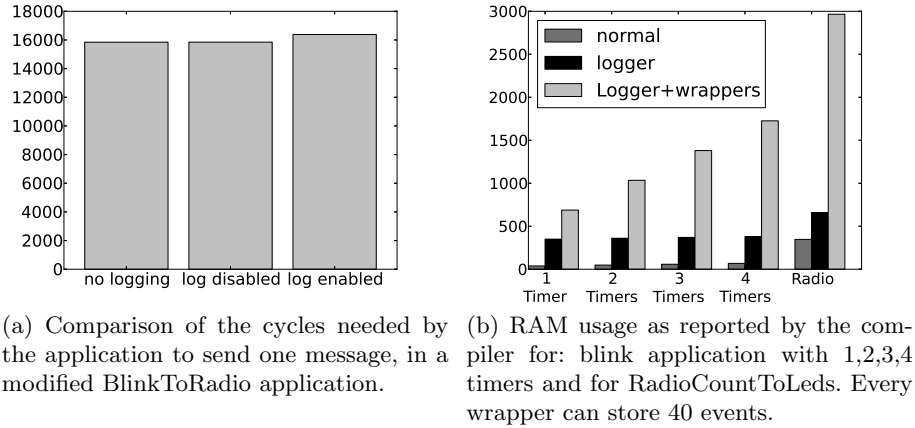 18000
16000
14000
12000
10000
8000
6000
4000
2000
0
no logging log disabled log enabled
(a) Comparison of the cycles needed by
the application to send one message, in a
modified BlinkToRadio application.
3000
2500
2000
1500
1000
500
0
normal
logger
Logger+wrappers
1 Timer
2 Timers
3 Timers
4 Timers
Radio
(b) RAM usage as reported by the com-
piler for: blink application with 1,2,3,4
timers and for RadioCountToLeds. Every
wrapper can store 40 events.